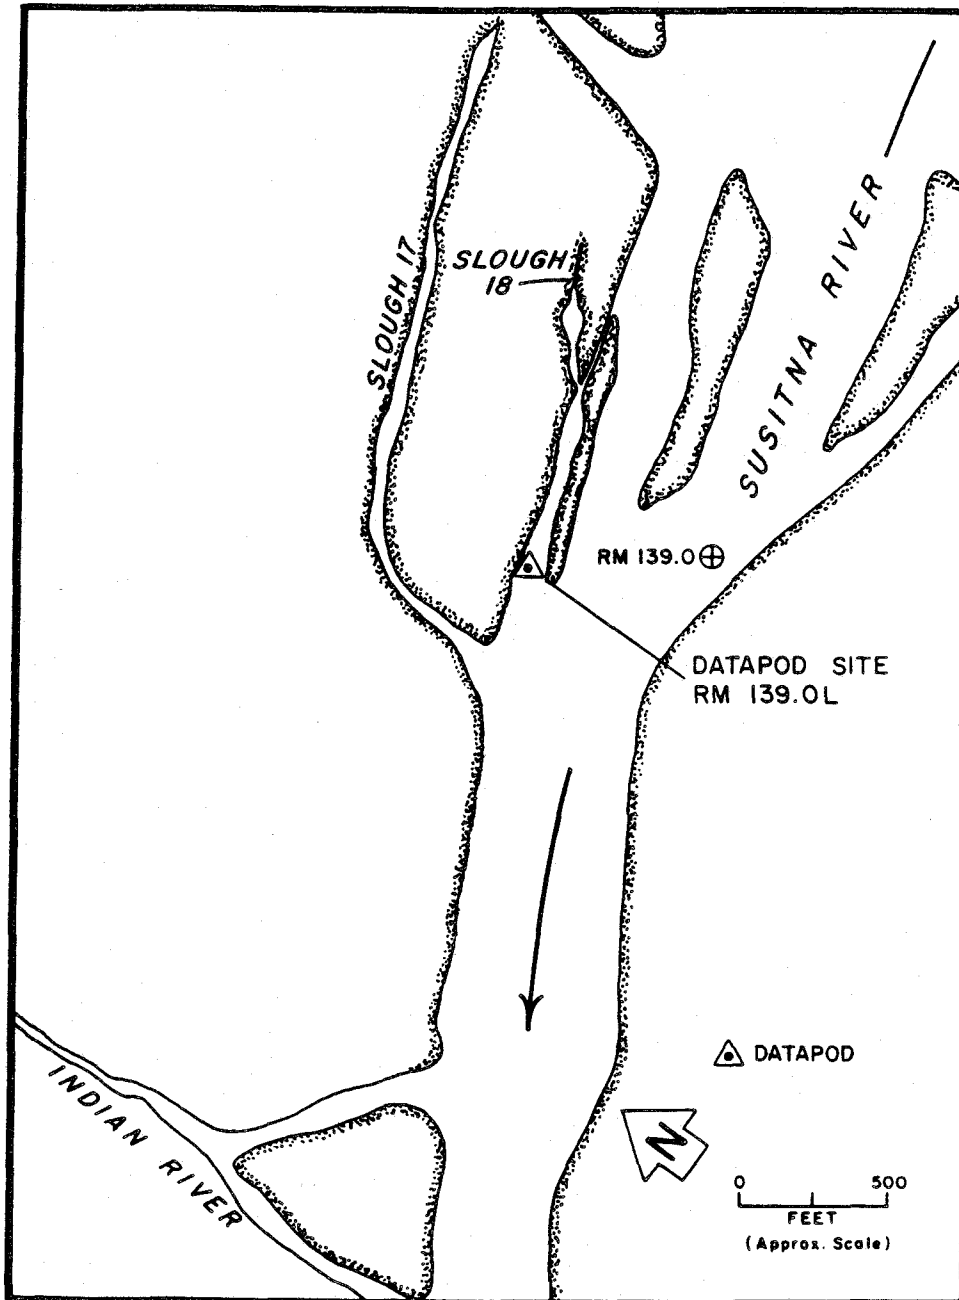 SLOUGH 17
SLOUGH
18
SUSITNA RIVER
RM 139.0
DATAPOD SITE
RM 139.0L
DATAPOD
INDIAN RIVER
N
0 500
FEET
(Approx. Scale)